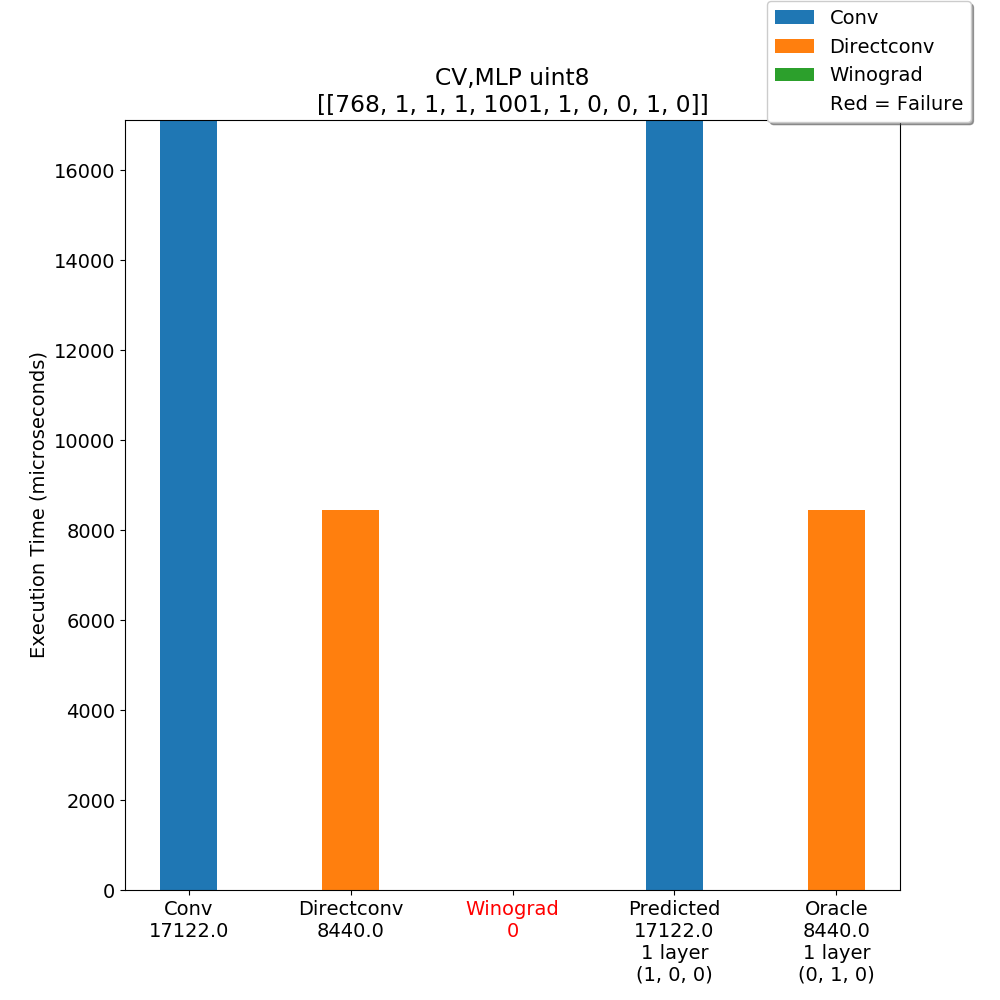 Conv
Directconv
Winograd
Red = Failure
CV,MLP uint8
[[768, 1, 1, 1, 1001, 1, 0, 0, 1, 0]]
Execution Time (microseconds)
16000
14000
12000
10000
8000
6000
4000
2000
0
Conv
17122.0
Directconv
8440.0
Winograd
0
Predicted
17122.0
1 layer
(1, 0, 0)
Oracle
8440.0
1 layer
(0, 1, 0)